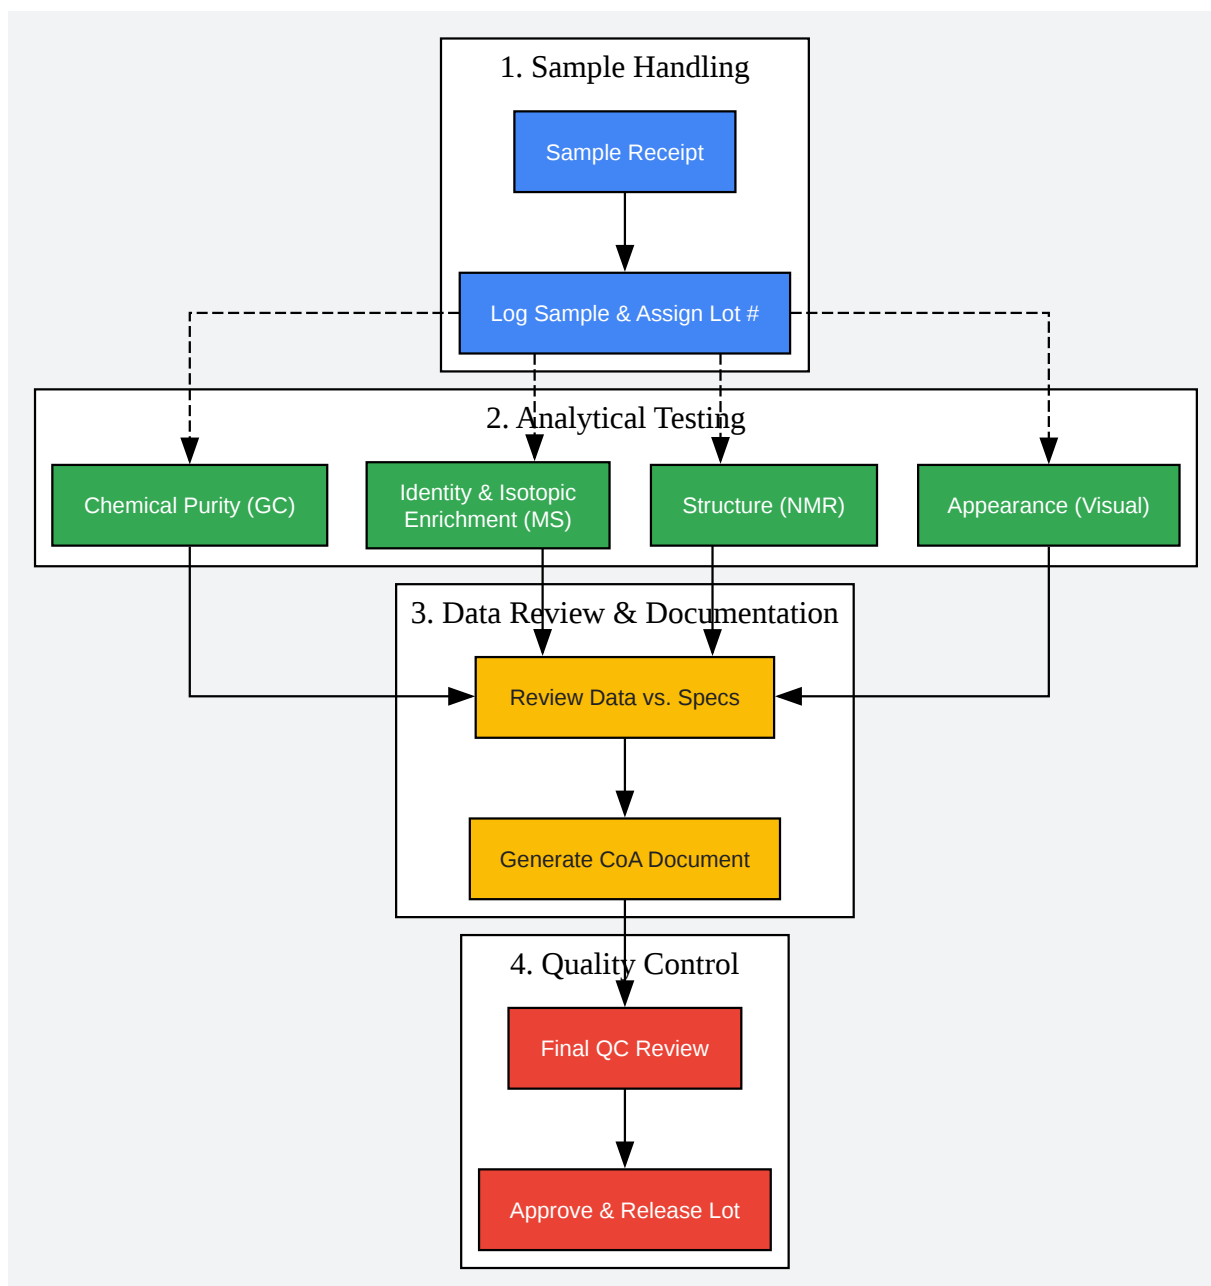 1. Sample Handling
Sample Receipt
Log Sample & Assign Lot #
2. Analytical Testing
Chemical Purity (GC)
Identity & Isotopic
Enrichment (MS)
Structure (NMR)
Appearance (Visual)
3. Data Review & Documentation
Review Data vs. Specs
Generate CoA Document
4. Quality Control
Final QC Review
Approve & Release Lot